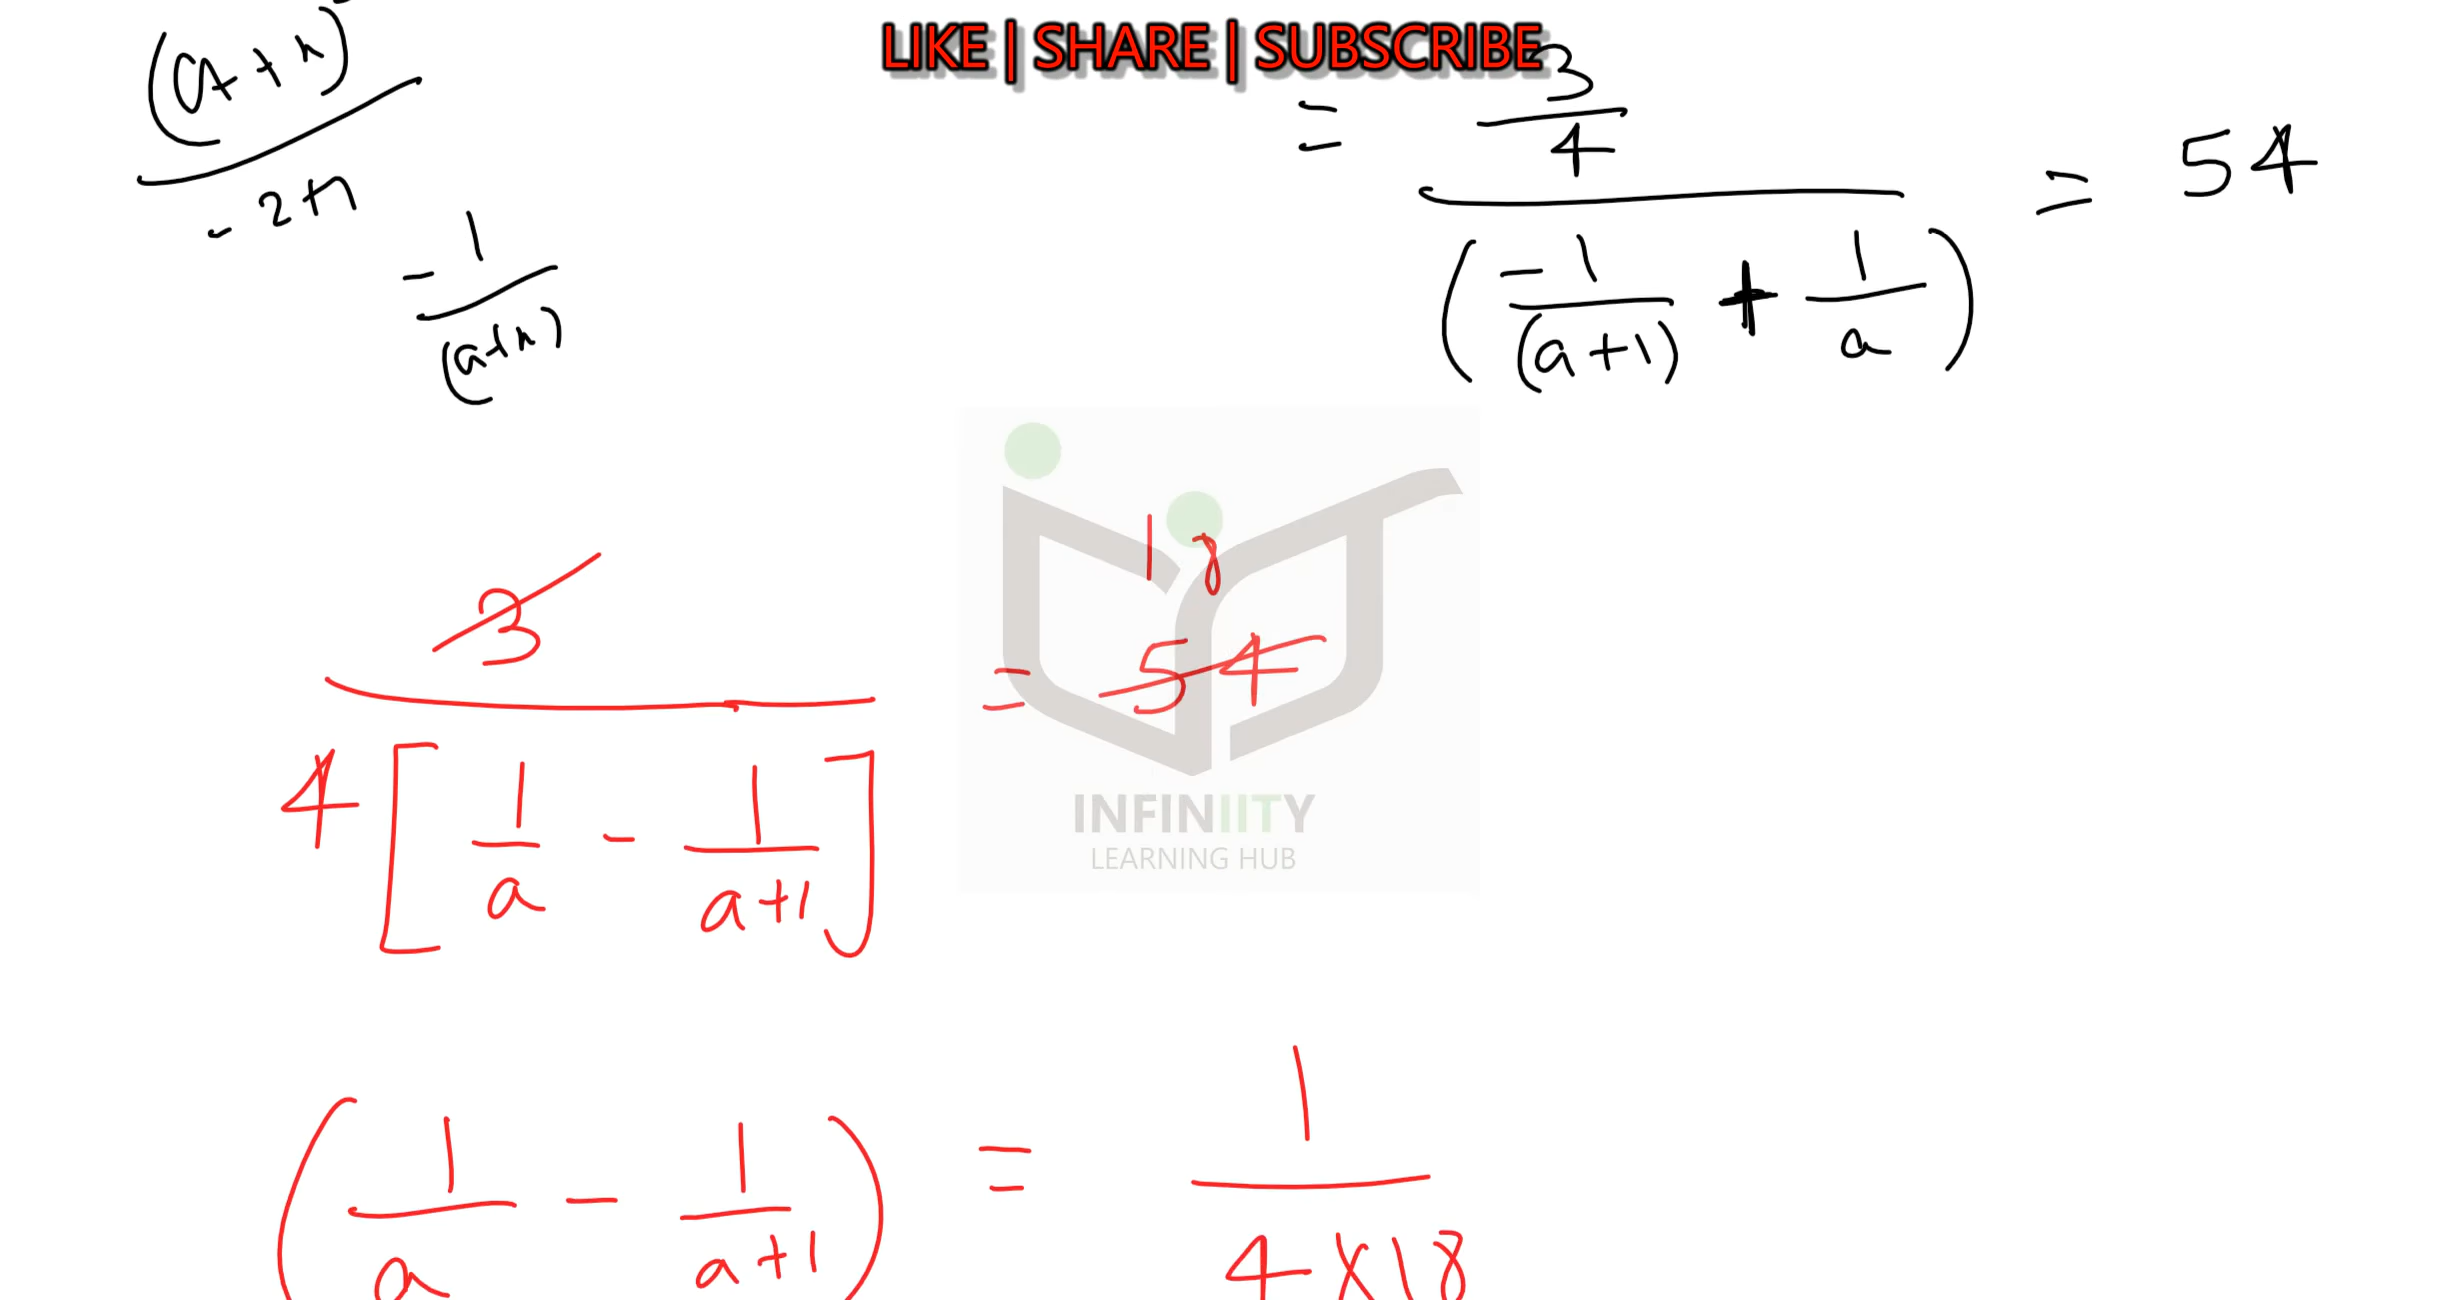 LIKE | SHARE | SUBSCRIBE
(a+x)
-2+1
-1
(a+x)
= 3
4
= 54
( -1 + 1 )
(a+1) a
3
= 18
54
4 [ 1 - 1 ]
a a+1
INFINIITY
LEARNING HUB
( 1 - 1 ) = 1
a a+1 4×18